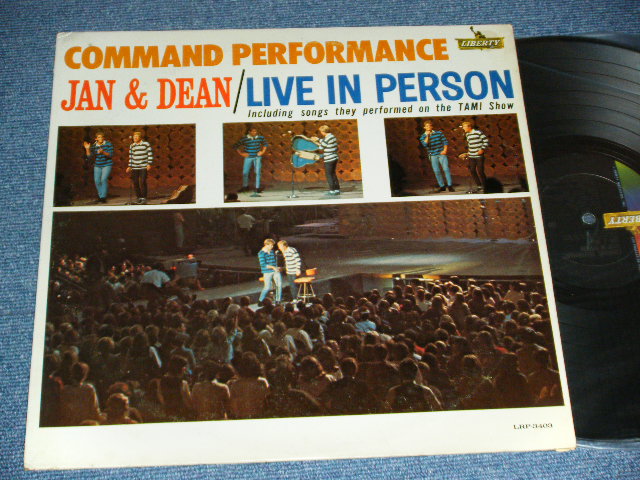 COMMAND PERFORMANCE
LIBERTY
JAN & DEAN/LIVE IN PERSON
Including songs they performed on the TAMI Show
LIBERTY
LRP-3403